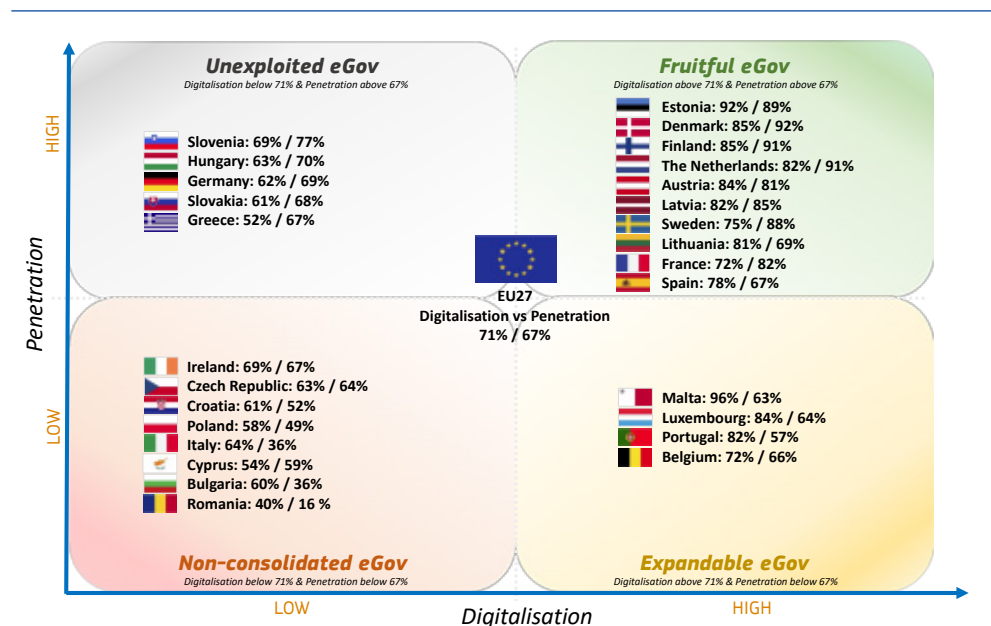 Unexploited eGov
Digitalisation below 71% & Penetration above 67%
Slovenia: 69% / 77%
Hungary: 63% / 70%
Germany: 62% / 69%
Slovakia: 61% / 68%
Greece: 52% / 67%
Fruitful eGov
Digitalisation above 71% & Penetration above 67%
Estonia: 92% / 89%
Denmark: 85% / 92%
Finland: 85% / 91%
The Netherlands: 82% / 91%
Austria: 84% / 81%
Latvia: 82% / 85%
Sweden: 75% / 88%
Lithuania: 81% / 69%
France: 72% / 82%
Spain: 78% / 67%
EU27
Digitalisation vs Penetration
71% / 67%
HIGH
Penetration
LOW
Ireland: 69% / 67%
Czech Republic: 63% / 64%
Croatia: 61% / 52%
Poland: 58% / 49%
Italy: 64% / 36%
Cyprus: 54% / 59%
Bulgaria: 60% / 36%
Romania: 40% / 16 %
Non-consolidated eGov
Digitalisation below 71% & Penetration below 67%
Malta: 96% / 63%
Luxembourg: 84% / 64%
Portugal: 82% / 57%
Belgium: 72% / 66%
Expandable eGov
Digitalisation above 71% & Penetration below 67%
LOW
Digitalisation
HIGH